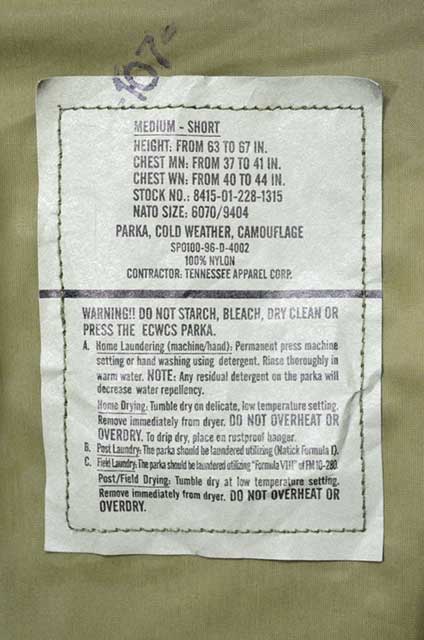 -107-
MEDIUM - SHORT
HEIGHT: FROM 63 TO 67 IN.
CHEST MN: FROM 37 TO 41 IN.
CHEST WN: FROM 40 TO 44 IN.
STOCK NO.: 8415-01-228-1315
NATO SIZE: 6070/9404
PARKA, COLD WEATHER, CAMOUFLAGE
SPO100-96-D-4002
100% NYLON
CONTRACTOR: TENNESSEE APPAREL CORP.
WARNING!! DO NOT STARCH, BLEACH, DRY CLEAN OR
PRESS THE ECWCS PARKA.
A. Home Laundering (machine/hand): Permanent press machine
setting or hand washing using detergent. Rinse thoroughly in
warm water. NOTE: Any residual detergent on the parka will
decrease water repellency.
Home Drying: Tumble dry on delicate, low temperature setting.
Remove immediately from dryer. DO NOT OVERHEAT OR
OVERDRY. To drip dry, place on rustproof hanger.
B. Post Laundry: The parka should be laundered utilizing (Natick Formula I).
C. Field Laundry: The parka should be laundered utilizing "Formula VIII" of FM 10-280.
Post/Field Drying: Tumble dry at low temperature setting.
Remove immediately from dryer. DO NOT OVERHEAT OR
OVERDRY.